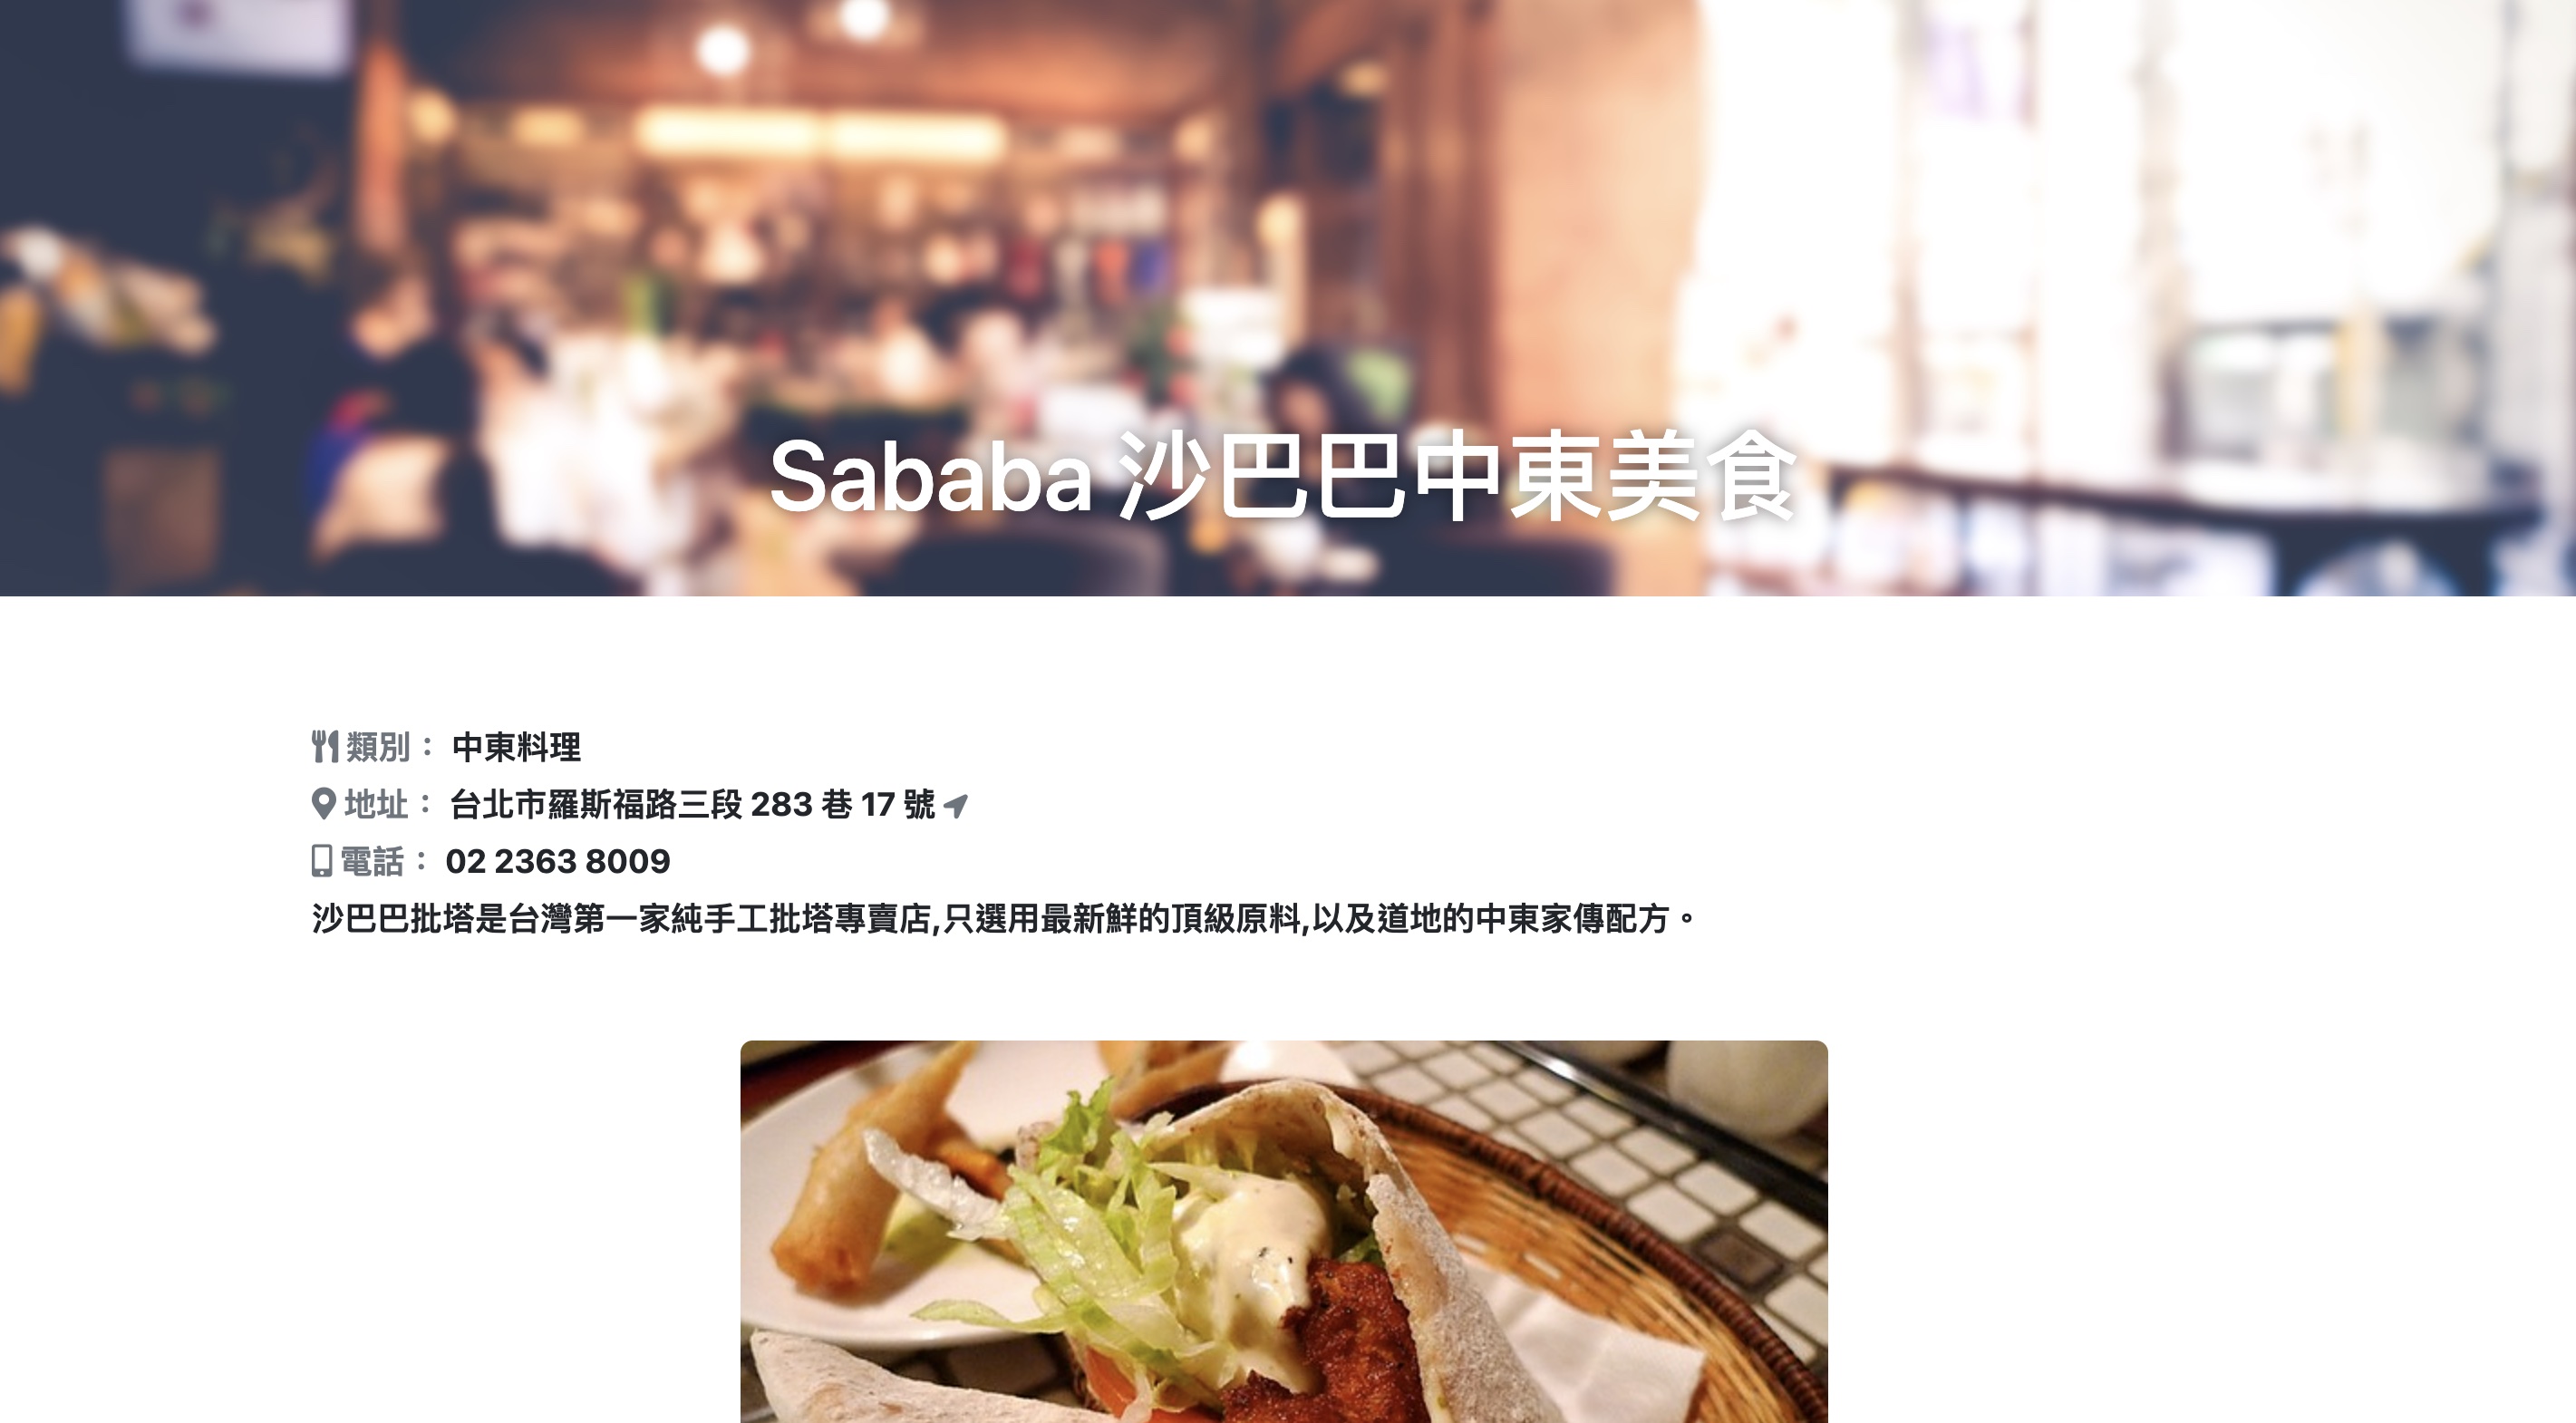 Sababa 沙巴巴中東美食
類別： 中東料理
地址： 台北市羅斯福路三段 283 巷 17 號
電話： 02 2363 8009
沙巴巴批塔是台灣第一家純手工批塔專賣店,只選用最新鮮的頂級原料,以及道地的中東家傳配方。